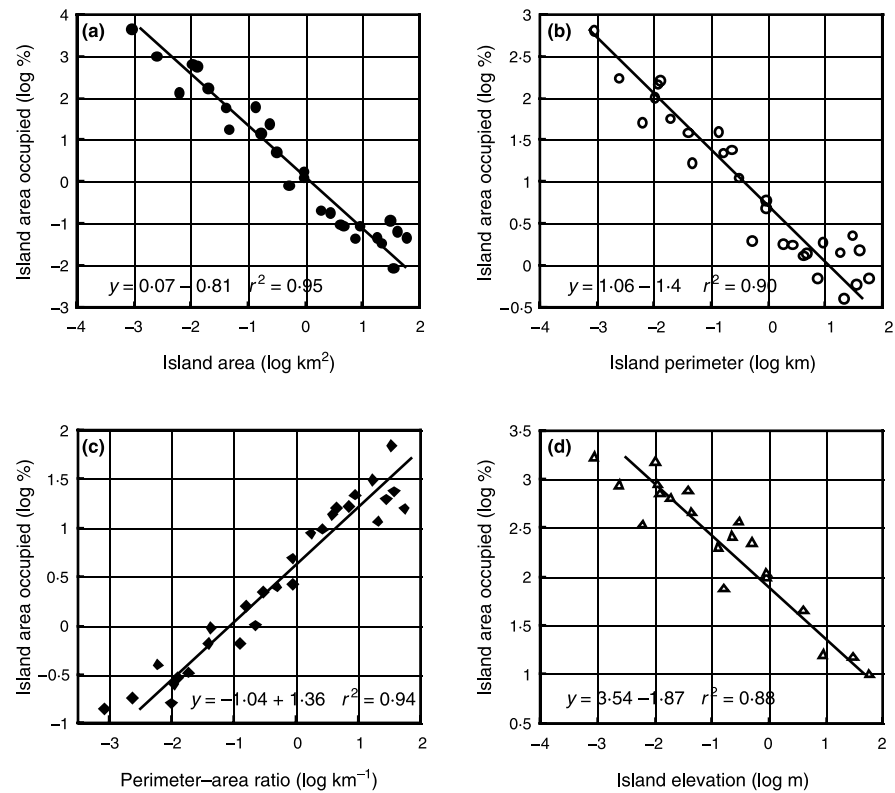 (a)
Island area occupied (log %)
4
3
2
1
0
−1
−2
−3
y = 0·07 − 0·81 r² = 0·95
−4 −3 −2 −1 0 1 2
Island area (log km²)
(b)
Island area occupied (log %)
3
2·5
2
1·5
1
0·5
0
−0·5
y = 1·06 − 1·4 r² = 0·90
−4 −3 −2 −1 0 1 2
Island perimeter (log km)
(c)
Island area occupied (log %)
2
1·5
1
0·5
0
−0·5
−1
y = −1·04 + 1·36 r² = 0·94
−3 −2 −1 0 1 2
Perimeter–area ratio (log km⁻¹)
(d)
Island area occupied (log %)
3·5
3
2·5
2
1·5
1
0·5
y = 3·54 −1·87 r² = 0·88
−4 −3 −2 −1 0 1 2
Island elevation (log m)